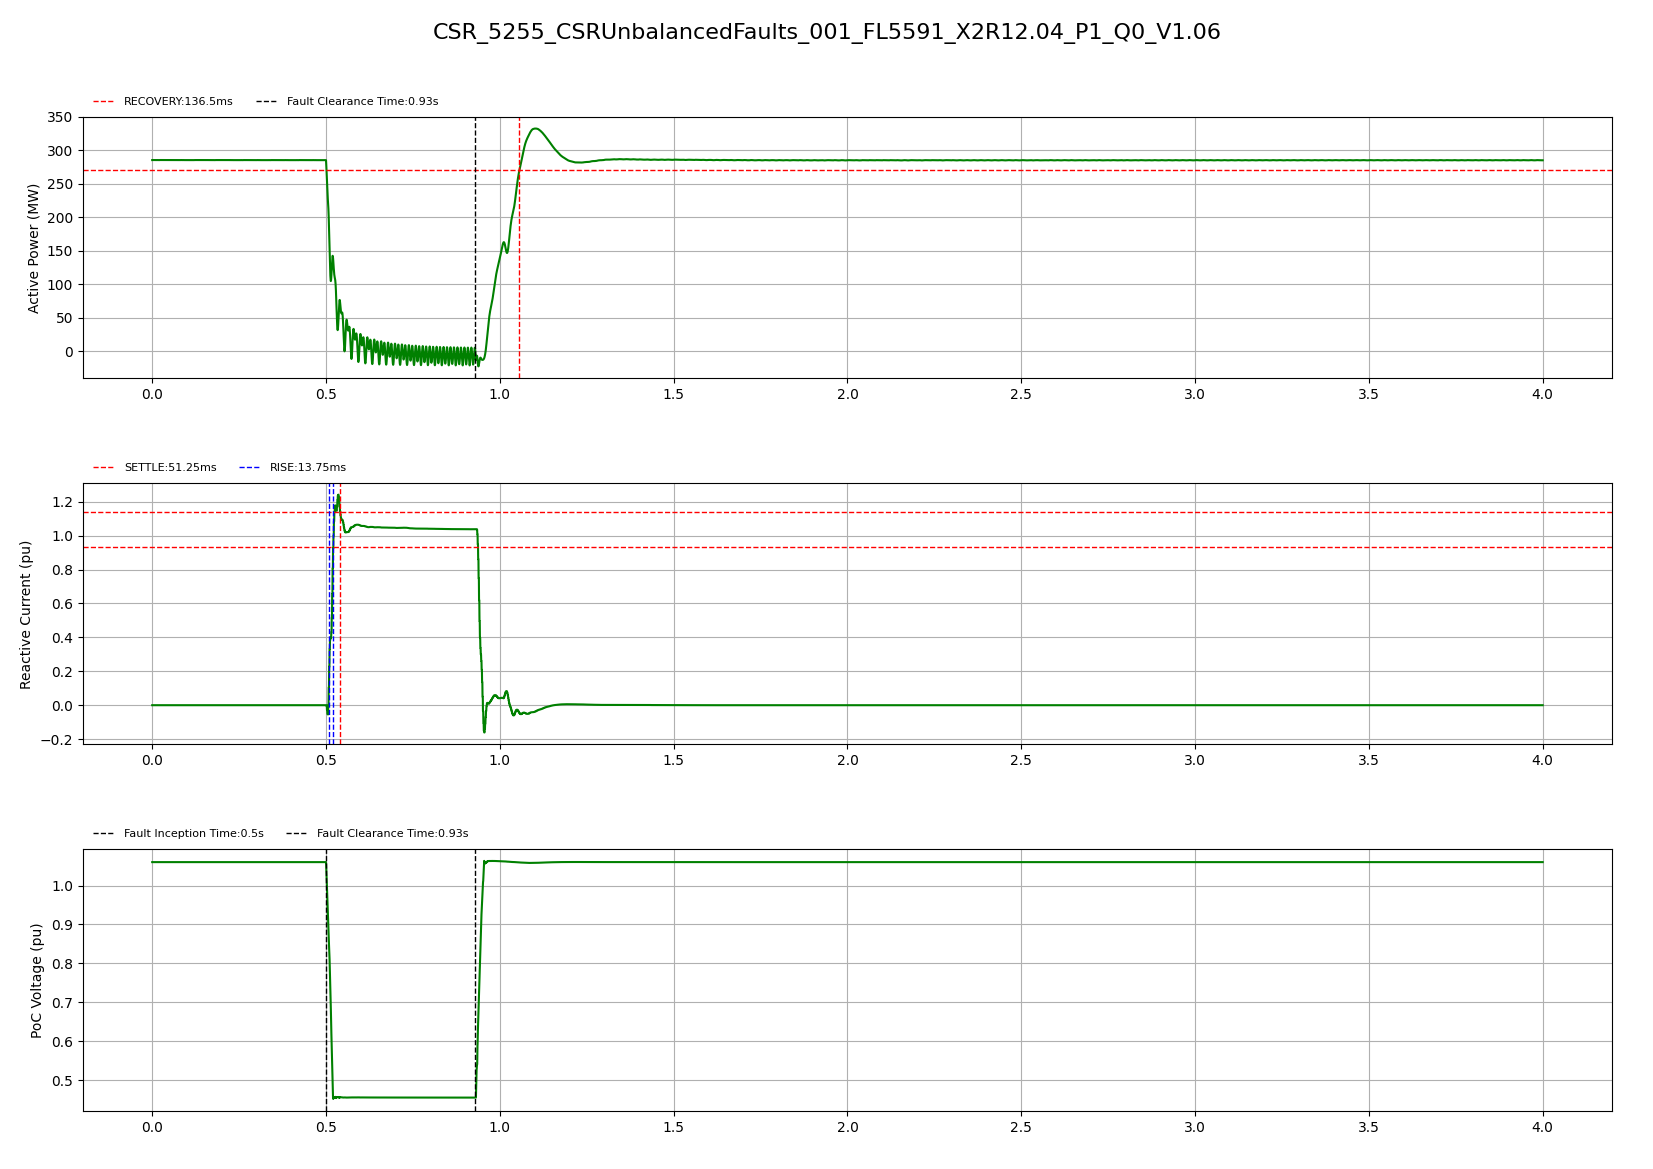 CSR_5255_CSRUnbalancedFaults_001_FL5591_X2R12.04_P1_Q0_V1.06
RECOVERY:136.5ms Fault Clearance Time:0.93s
350
300
250
200
150
100
50
0
Active Power (MW)
0.0 0.5 1.0 1.5 2.0 2.5 3.0 3.5 4.0
SETTLE:51.25ms RISE:13.75ms
1.2
1.0
0.8
0.6
0.4
0.2
0.0
−0.2
Reactive Current (pu)
0.0 0.5 1.0 1.5 2.0 2.5 3.0 3.5 4.0
Fault Inception Time:0.5s Fault Clearance Time:0.93s
1.0
0.9
0.8
0.7
0.6
0.5
PoC Voltage (pu)
0.0 0.5 1.0 1.5 2.0 2.5 3.0 3.5 4.0